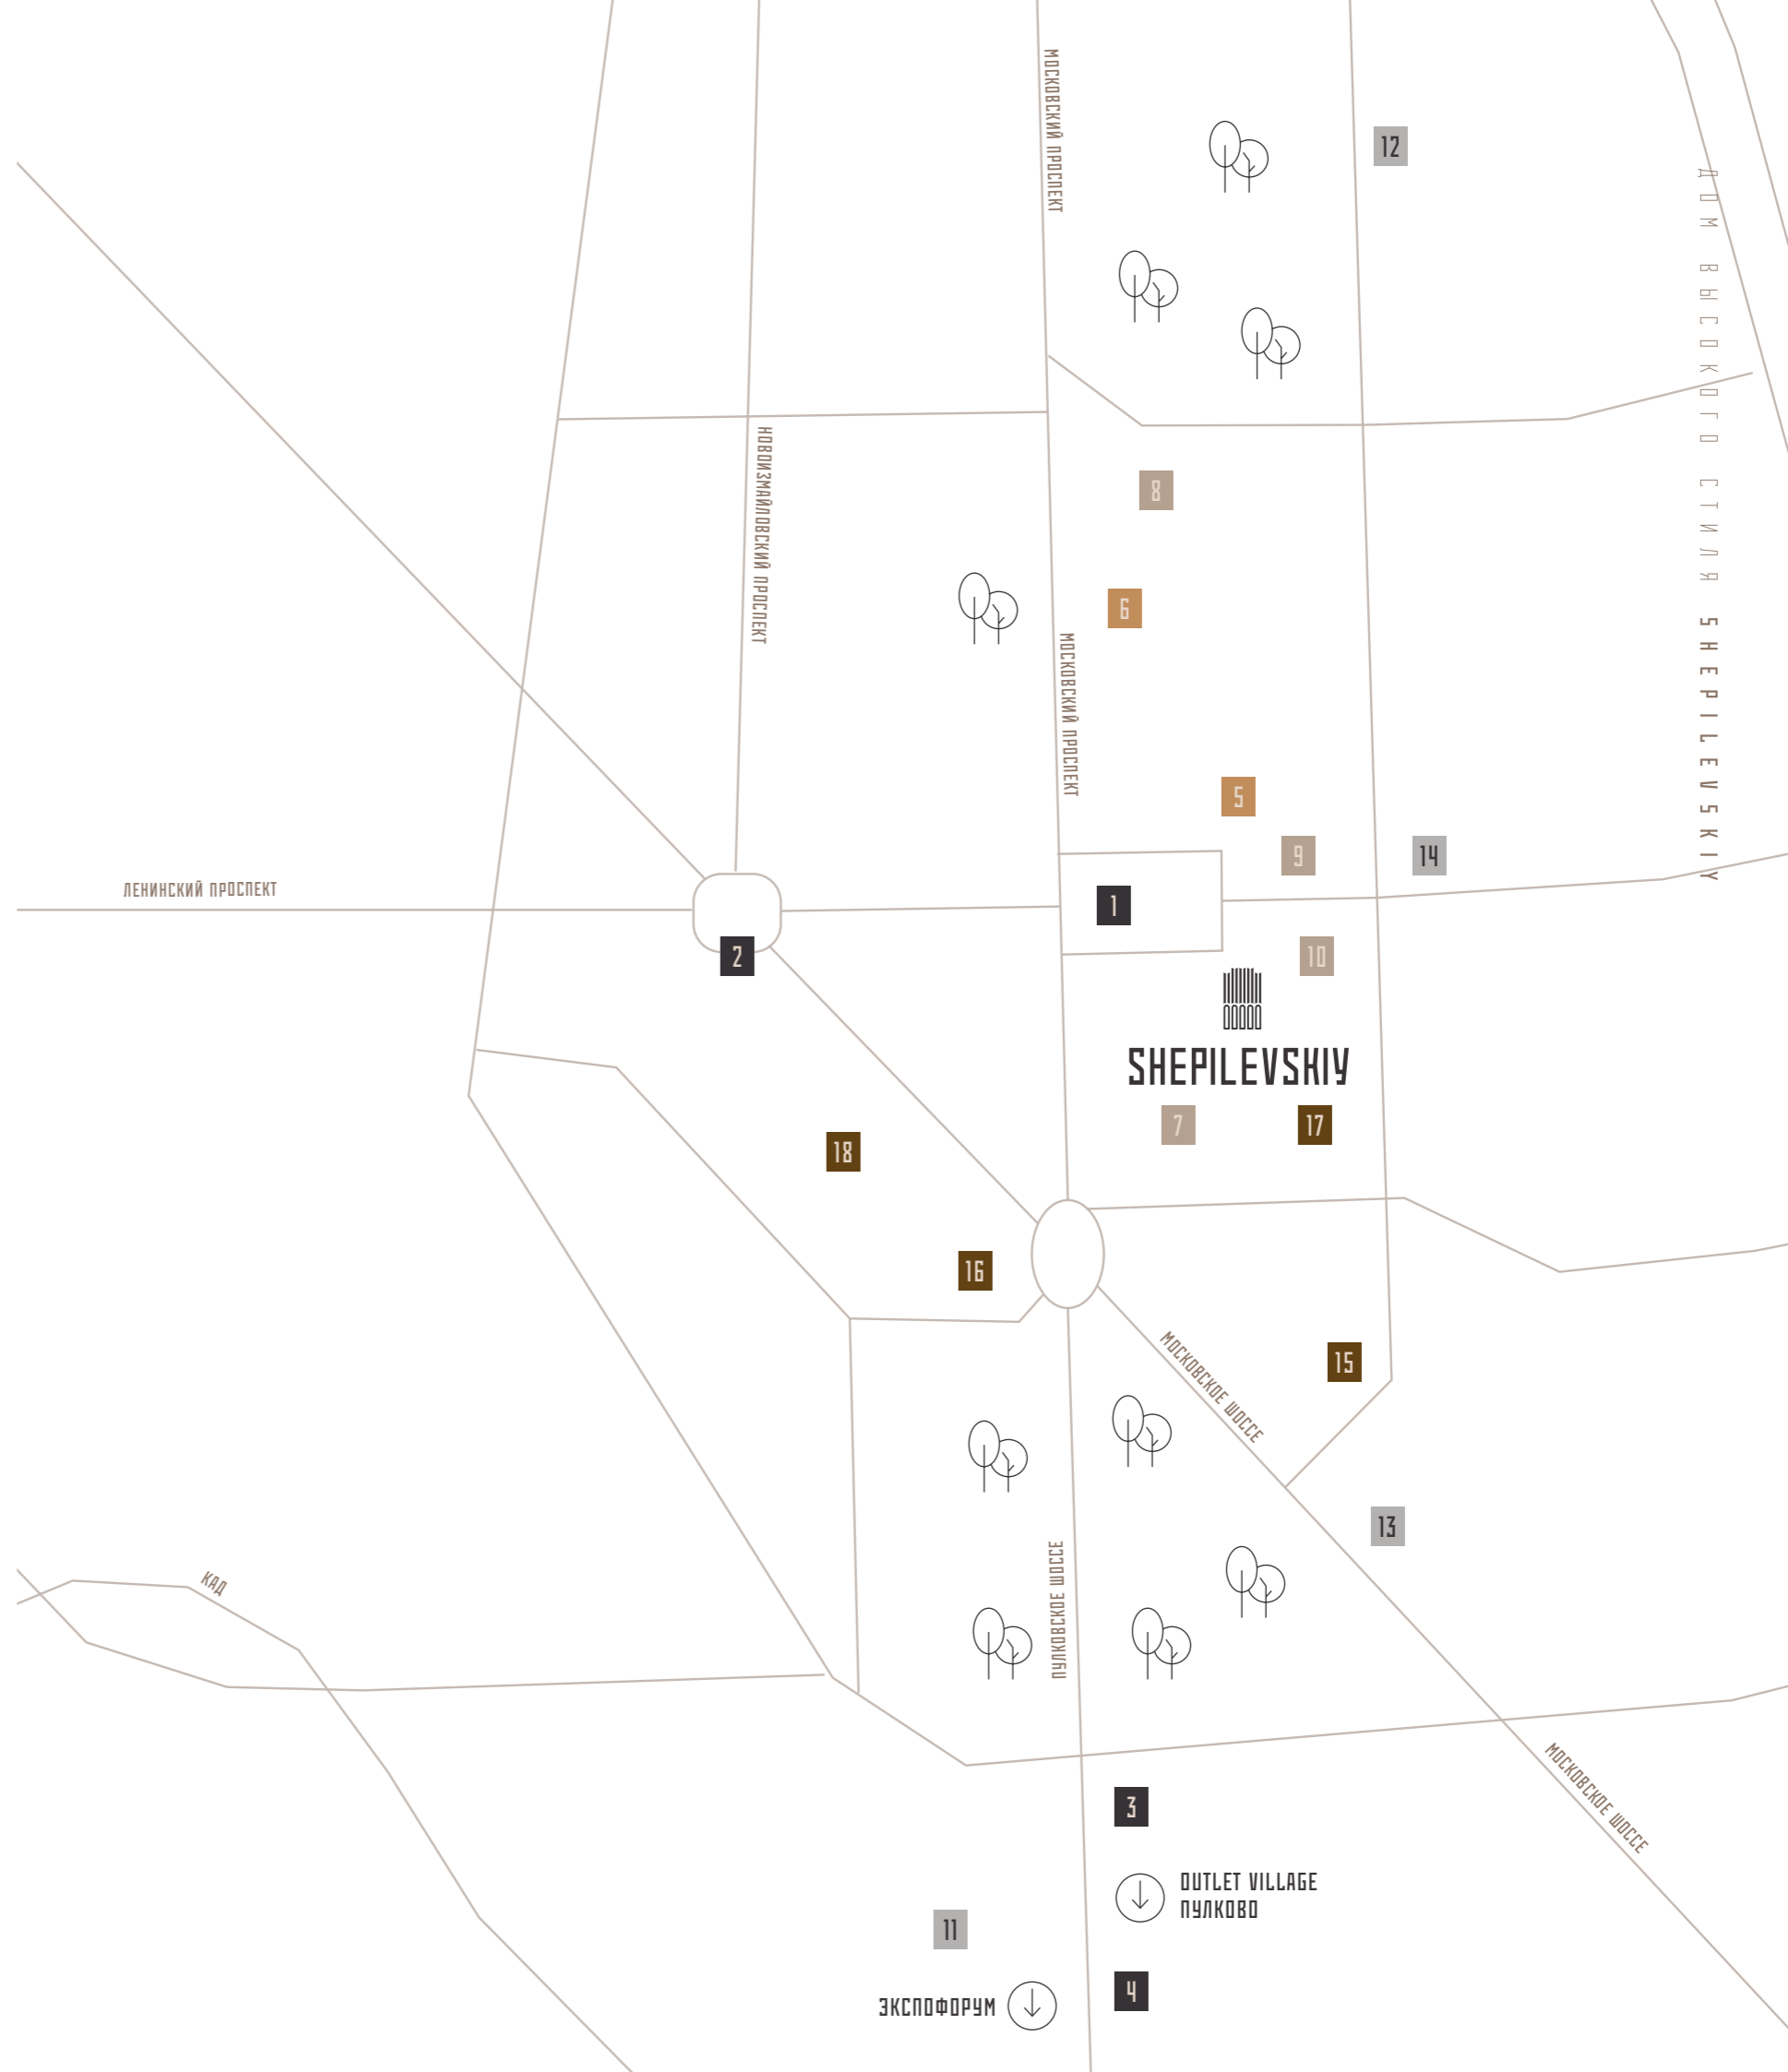 МОСКОВСКИЙ ПРОСПЕКТ
12
ДОМ ВЫСОКОГО СТИЛЯ SHEPILEVSKIY
НОВОИЗМАЙЛОВСКИЙ ПРОСПЕКТ
8
6
МОСКОВСКИЙ ПРОСПЕКТ
5
9
14
ЛЕНИНСКИЙ ПРОСПЕКТ
1
2
10
SHEPILEVSKIY
7
17
18
16
МОСКОВСКОЕ ШОССЕ
15
13
ПУЛКОВСКОЕ ШОССЕ
КАД
МОСКОВСКОЕ ШОССЕ
3
OUTLET VILLAGE
ПУЛКОВО
11
4
ЭКСПОФОРУМ